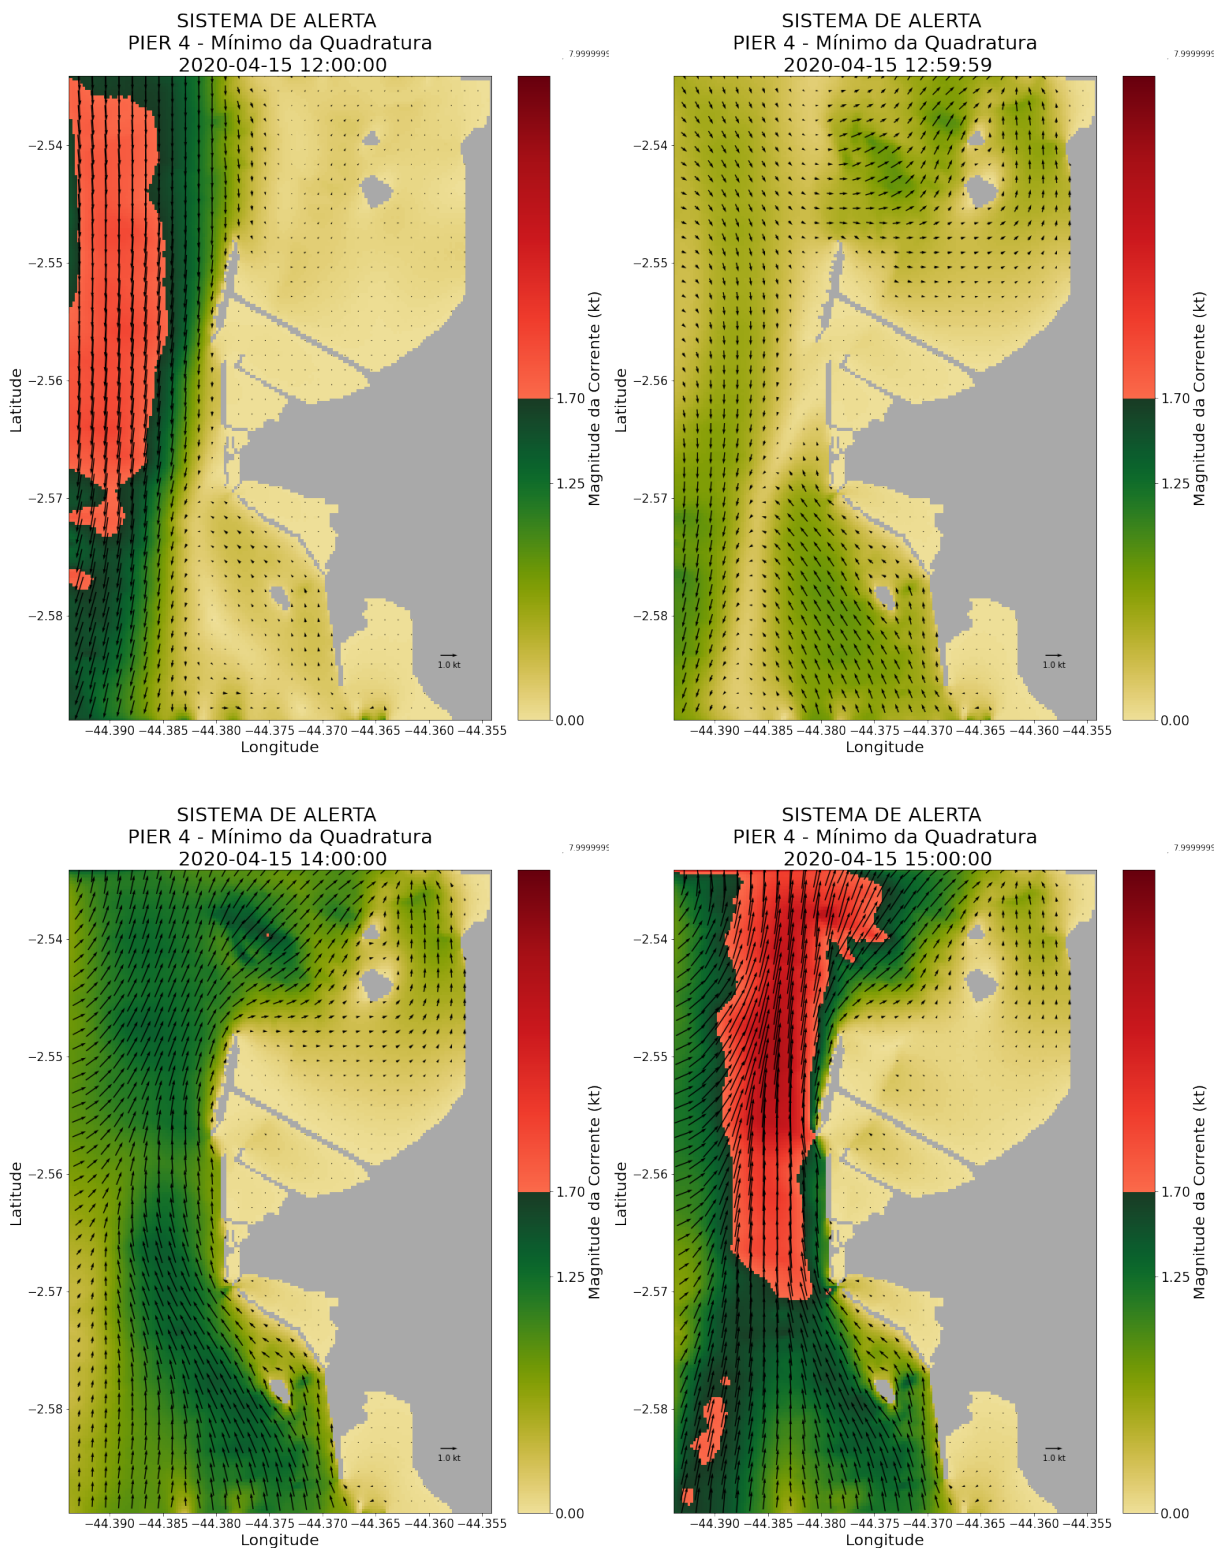 SISTEMA DE ALERTA
PIER 4 - Mínimo da Quadratura
2020-04-15 12:00:00
7.9999999
−2.54
−2.55
−2.56
−2.57
−2.58
Latitude
1.0 kt
−44.390 −44.385 −44.380 −44.375 −44.370 −44.365 −44.360 −44.355
Longitude
1.70
1.25
0.00
Magnitude da Corrente (kt)
SISTEMA DE ALERTA
PIER 4 - Mínimo da Quadratura
2020-04-15 12:59:59
7.9999999
−2.54
−2.55
−2.56
−2.57
−2.58
Latitude
1.0 kt
−44.390 −44.385 −44.380 −44.375 −44.370 −44.365 −44.360 −44.355
Longitude
1.70
1.25
0.00
Magnitude da Corrente (kt)
SISTEMA DE ALERTA
PIER 4 - Mínimo da Quadratura
2020-04-15 14:00:00
7.9999999
−2.54
−2.55
−2.56
−2.57
−2.58
Latitude
1.0 kt
−44.390 −44.385 −44.380 −44.375 −44.370 −44.365 −44.360 −44.355
Longitude
1.70
1.25
0.00
Magnitude da Corrente (kt)
SISTEMA DE ALERTA
PIER 4 - Mínimo da Quadratura
2020-04-15 15:00:00
7.9999999
−2.54
−2.55
−2.56
−2.57
−2.58
Latitude
1.0 kt
−44.390 −44.385 −44.380 −44.375 −44.370 −44.365 −44.360 −44.355
Longitude
1.70
1.25
0.00
Magnitude da Corrente (kt)